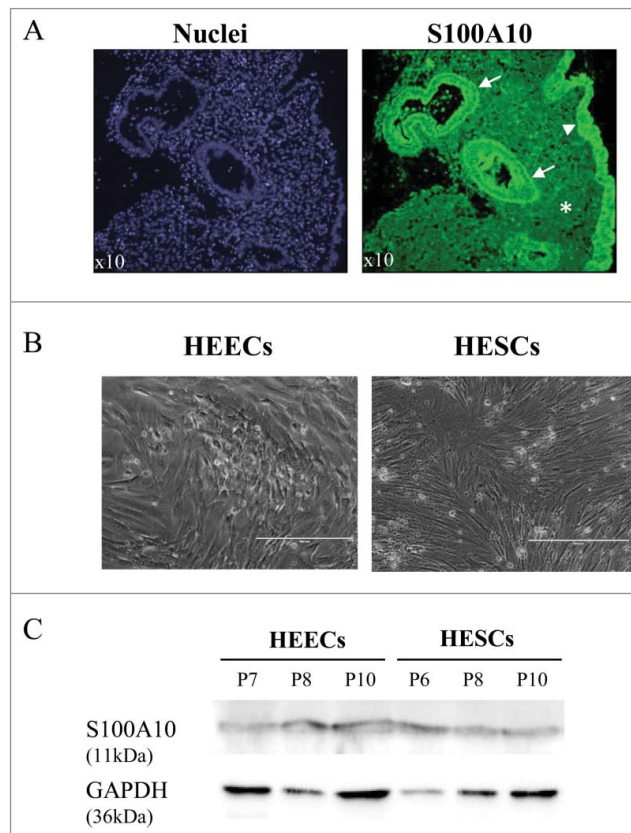 A
Nuclei S100A10
x10 x10
*
B
HEECs HESCs
C
HEECs HESCs
P7 P8 P10 P6 P8 P10
S100A10
(11kDa)
GAPDH
(36kDa)